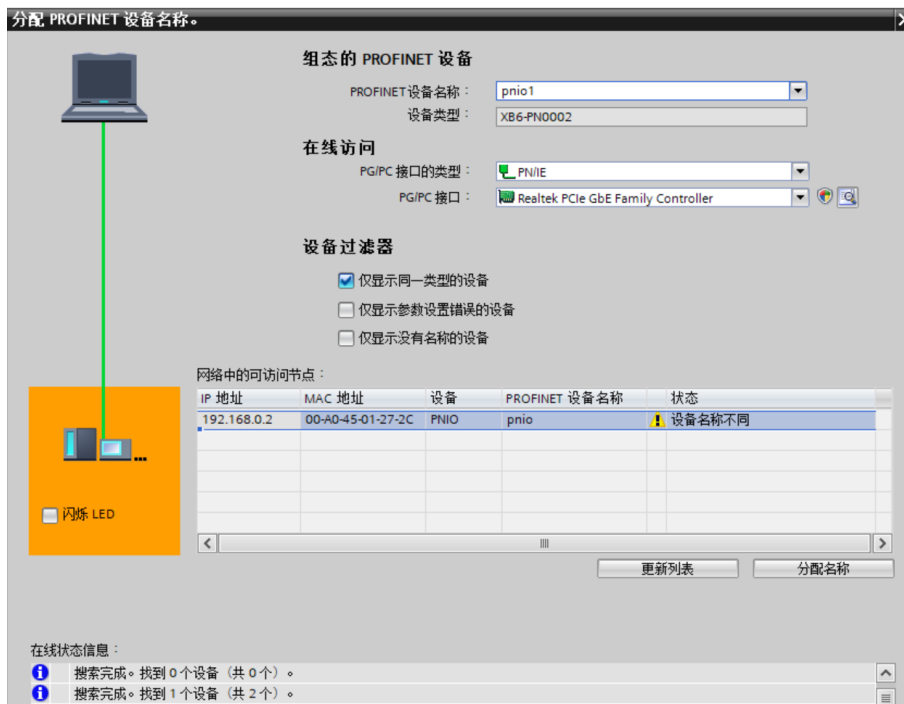 分配 PROFINET 设备名称。
组态的 PROFINET 设备
PROFINET设备名称： pnio1
设备类型： XB6-PN0002
在线访问
PG/PC 接口的类型： PN/IE
PG/PC 接口： Realtek PCIe GbE Family Controller
设备过滤器
仅显示同一类型的设备
仅显示参数设置错误的设备
仅显示没有名称的设备
网络中的可访问节点：
IP 地址 MAC 地址 设备 PROFINET 设备名称 状态
192.168.0.2 00-A0-45-01-27-2C PNIO pnio 设备名称不同
闪烁 LED
更新列表 分配名称
在线状态信息：
搜索完成。找到 0 个设备（共 0 个）。
搜索完成。找到 1 个设备（共 2 个）。